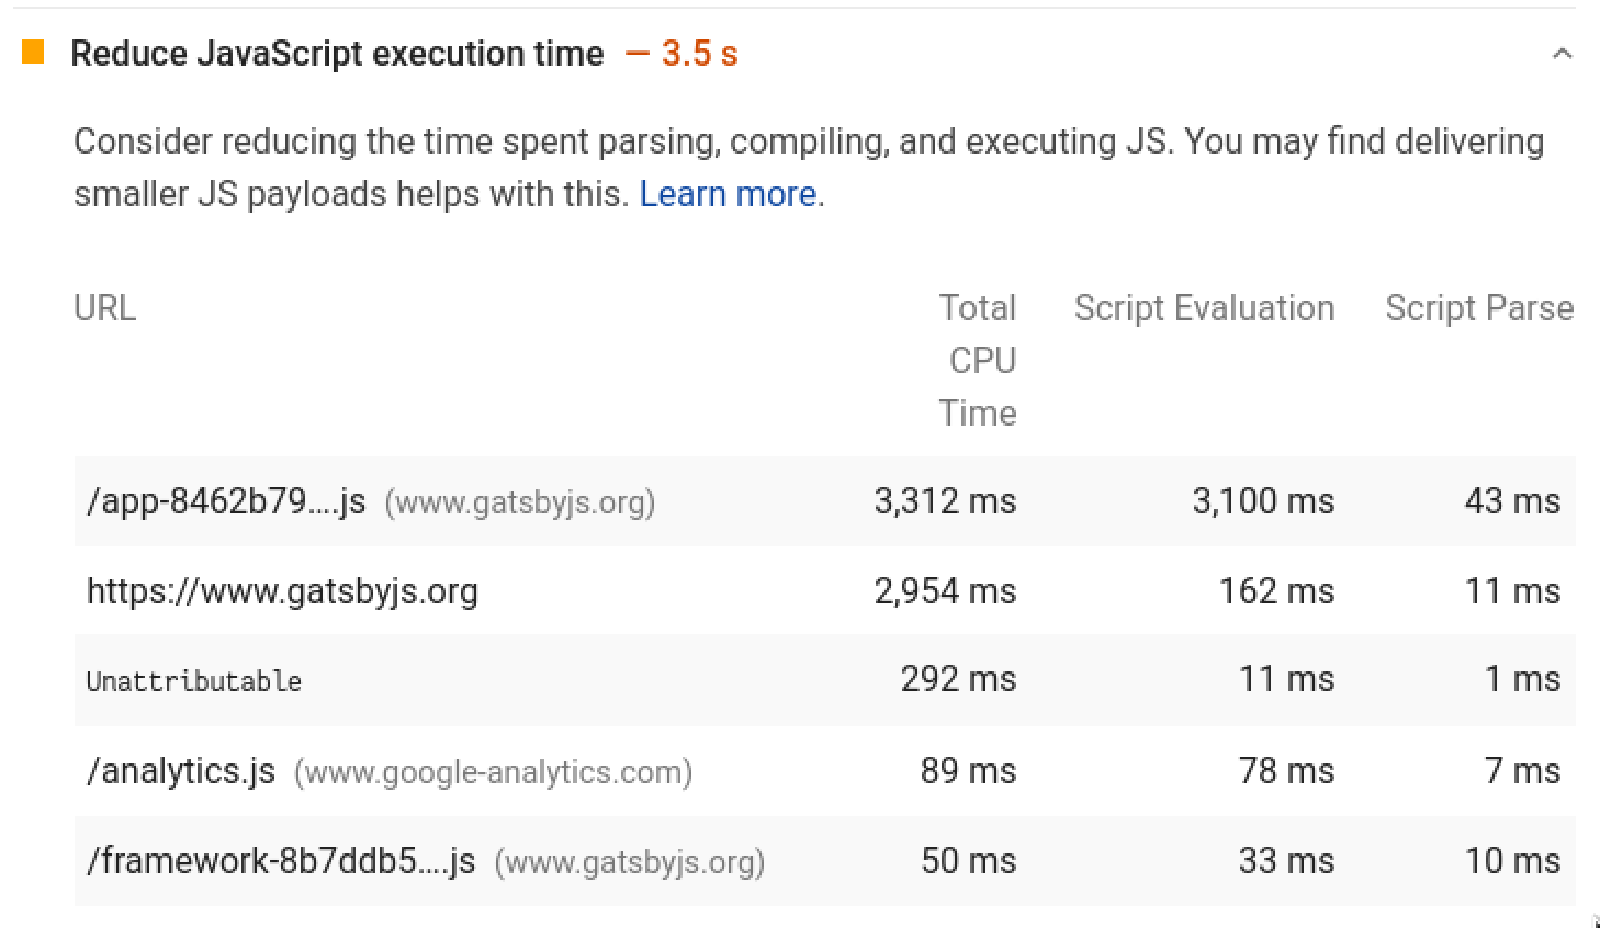 Reduce JavaScript execution time — 3.5 s
Consider reducing the time spent parsing, compiling, and executing JS. You may find delivering
smaller JS payloads helps with this. Learn more.
URL Total CPU Time Script Evaluation Script Parse
/app-8462b79....js (www.gatsbyjs.org) 3,312 ms 3,100 ms 43 ms
https://www.gatsbyjs.org 2,954 ms 162 ms 11 ms
Unattributable 292 ms 11 ms 1 ms
/analytics.js (www.google-analytics.com) 89 ms 78 ms 7 ms
/framework-8b7ddb5....js (www.gatsbyjs.org) 50 ms 33 ms 10 ms